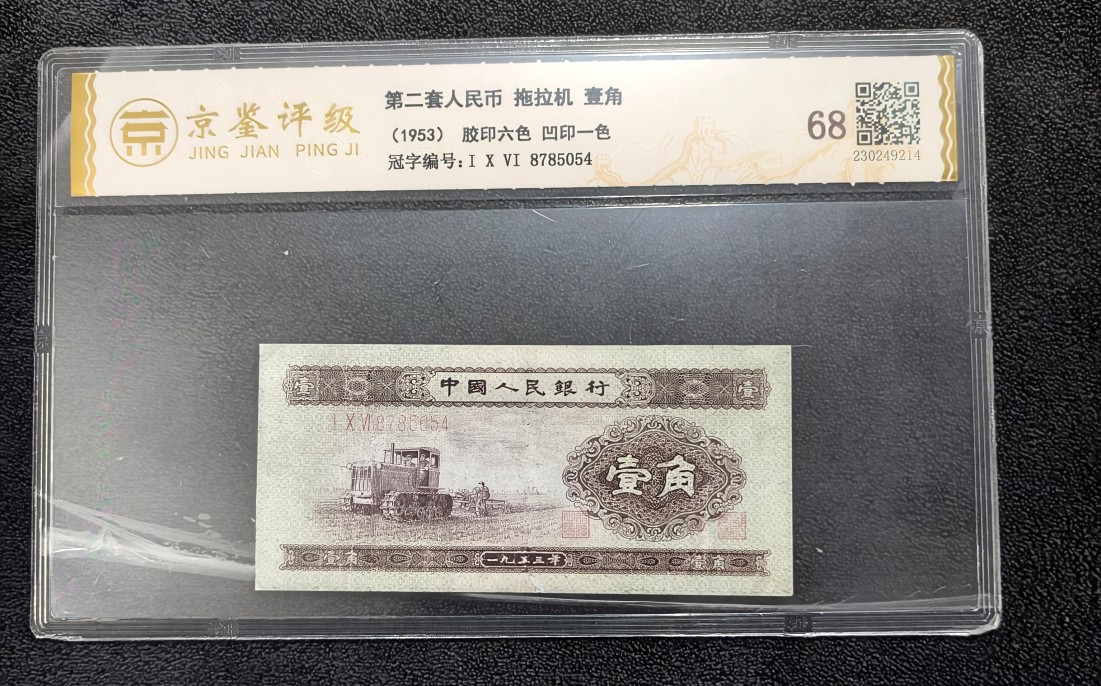 京鉴评级
JING JIAN PING JI
第二套人民币 拖拉机 壹角
(1953) 胶印六色 凹印一色
冠字编号:I X VI 8785054
68
230249214
壹 中國人民銀行 壹
I X VI 8785054
壹角
壹角 一九五三年 壹角